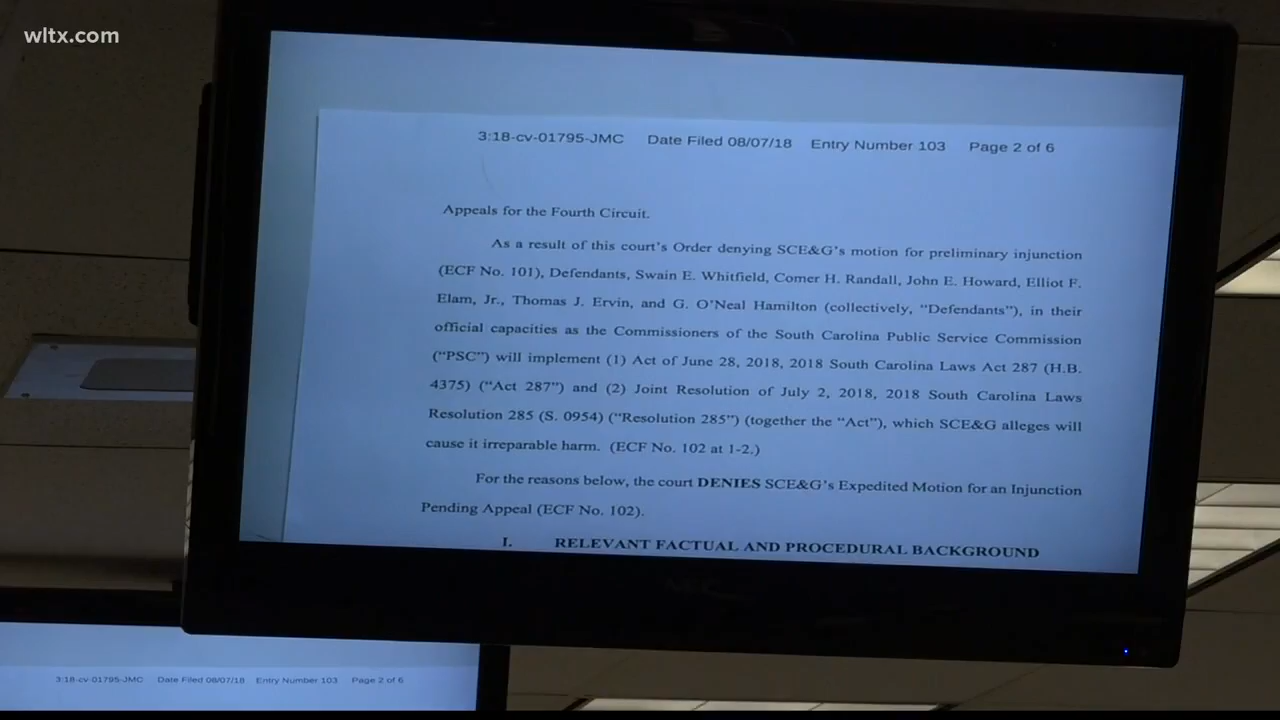 wltx.com
3:18-cv-01795-JMC Date Filed 08/07/18 Entry Number 103 Page 2 of 6
Appeals for the Fourth Circuit.
As a result of this court's Order denying SCE&G's motion for preliminary injunction
(ECF No. 101), Defendants, Swain E. Whitfield, Comer H. Randall, John E. Howard, Elliot F.
Elam, Jr., Thomas J. Ervin, and G. O'Neal Hamilton (collectively, "Defendants"), in their
official capacities as the Commissioners of the South Carolina Public Service Commission
("PSC") will implement (1) Act of June 28, 2018, 2018 South Carolina Laws Act 287 (H.B.
4375) ("Act 287") and (2) Joint Resolution of July 2, 2018, 2018 South Carolina Laws
Resolution 285 (S. 0954) ("Resolution 285") (together the "Act"), which SCE&G alleges will
cause it irreparable harm. (ECF No. 102 at 1-2.)
For the reasons below, the court DENIES SCE&G's Expedited Motion for an Injunction
Pending Appeal (ECF No. 102).
I. RELEVANT FACTUAL AND PROCEDURAL BACKGROUND
3:18-cv-01795-JMC Date Filed 08/07/18 Entry Number 103 Page 2 of 6